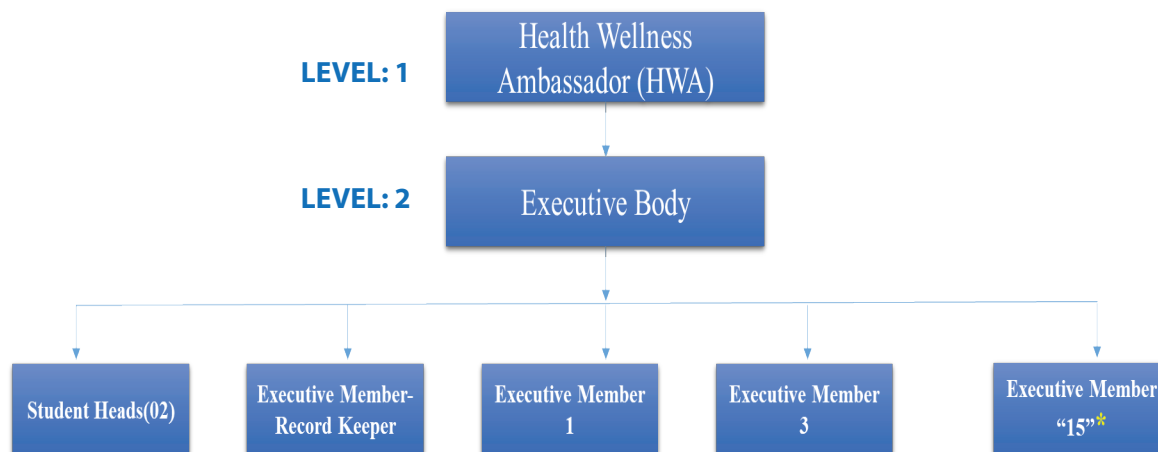 Health Wellness
Ambassador (HWA)
LEVEL: 1
LEVEL: 2
Executive Body
Student Heads(02)
Executive Member-
Record Keeper
Executive Member
1
Executive Member
3
Executive Member
“15”*